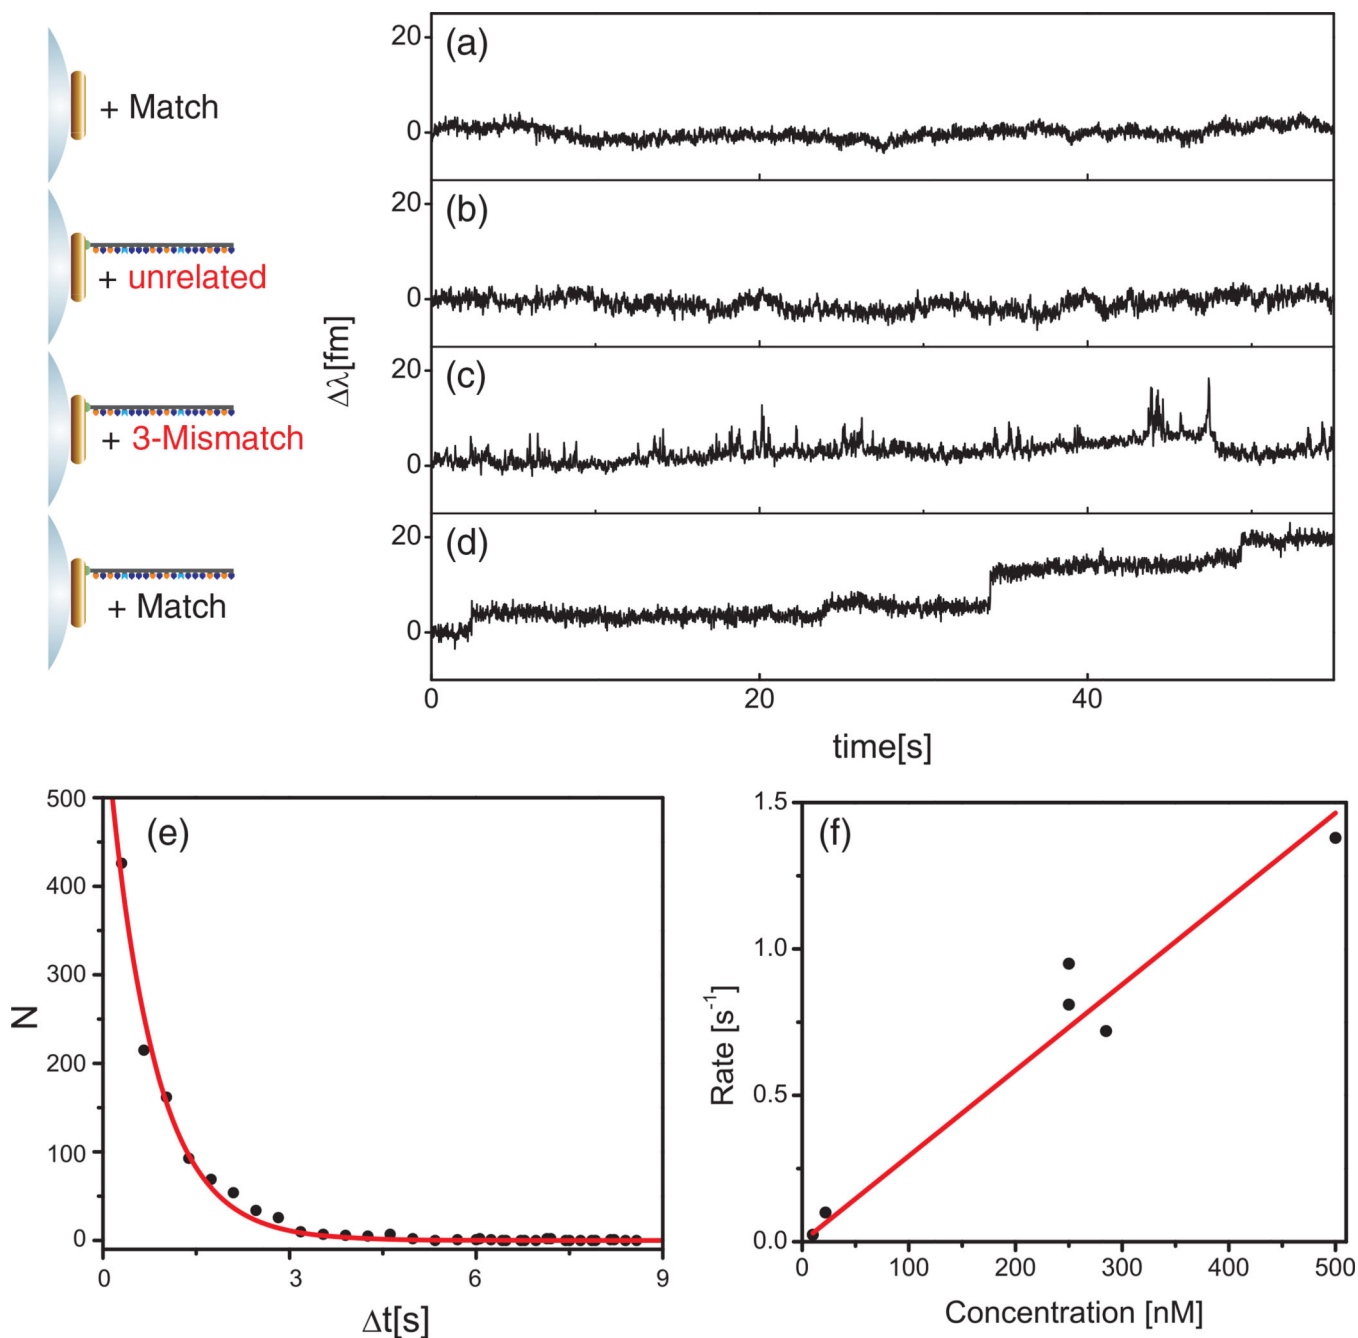 (a)
20
0
+ Match
(b)
20
0
+ unrelated
Δλ[fm]
(c)
20
0
+ 3-Mismatch
(d)
20
0
+ Match
0
20
40
time[s]
(e)
500
400
300
200
100
0
N
0
3
6
9
Δt[s]
(f)
1.5
1.0
0.5
0.0
Rate [s⁻¹]
0
100
200
300
400
500
Concentration [nM]